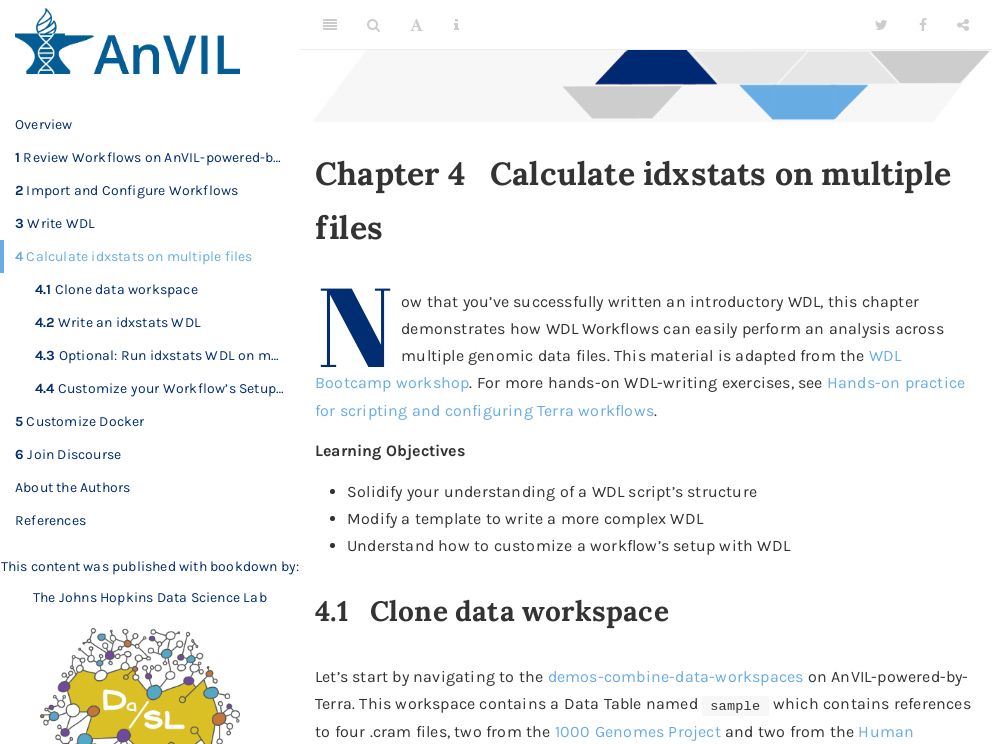 AnVIL
Overview
1 Review Workflows on AnVIL-powered-b...
2 Import and Configure Workflows
3 Write WDL
4 Calculate idxstats on multiple files
4.1 Clone data workspace
4.2 Write an idxstats WDL
4.3 Optional: Run idxstats WDL on m...
4.4 Customize your Workflow's Setup...
5 Customize Docker
6 Join Discourse
About the Authors
References
This content was published with bookdown by:
The Johns Hopkins Data Science Lab
Da/SL
Chapter 4 Calculate idxstats on multiple
files
Now that you've successfully written an introductory WDL, this chapter
demonstrates how WDL Workflows can easily perform an analysis across
multiple genomic data files. This material is adapted from the WDL
Bootcamp workshop. For more hands-on WDL-writing exercises, see Hands-on practice
for scripting and configuring Terra workflows.
Learning Objectives
• Solidify your understanding of a WDL script's structure
• Modify a template to write a more complex WDL
• Understand how to customize a workflow's setup with WDL
4.1 Clone data workspace
Let's start by navigating to the demos-combine-data-workspaces on AnVIL-powered-by-
Terra. This workspace contains a Data Table named sample which contains references
to four .cram files, two from the 1000 Genomes Project and two from the Human